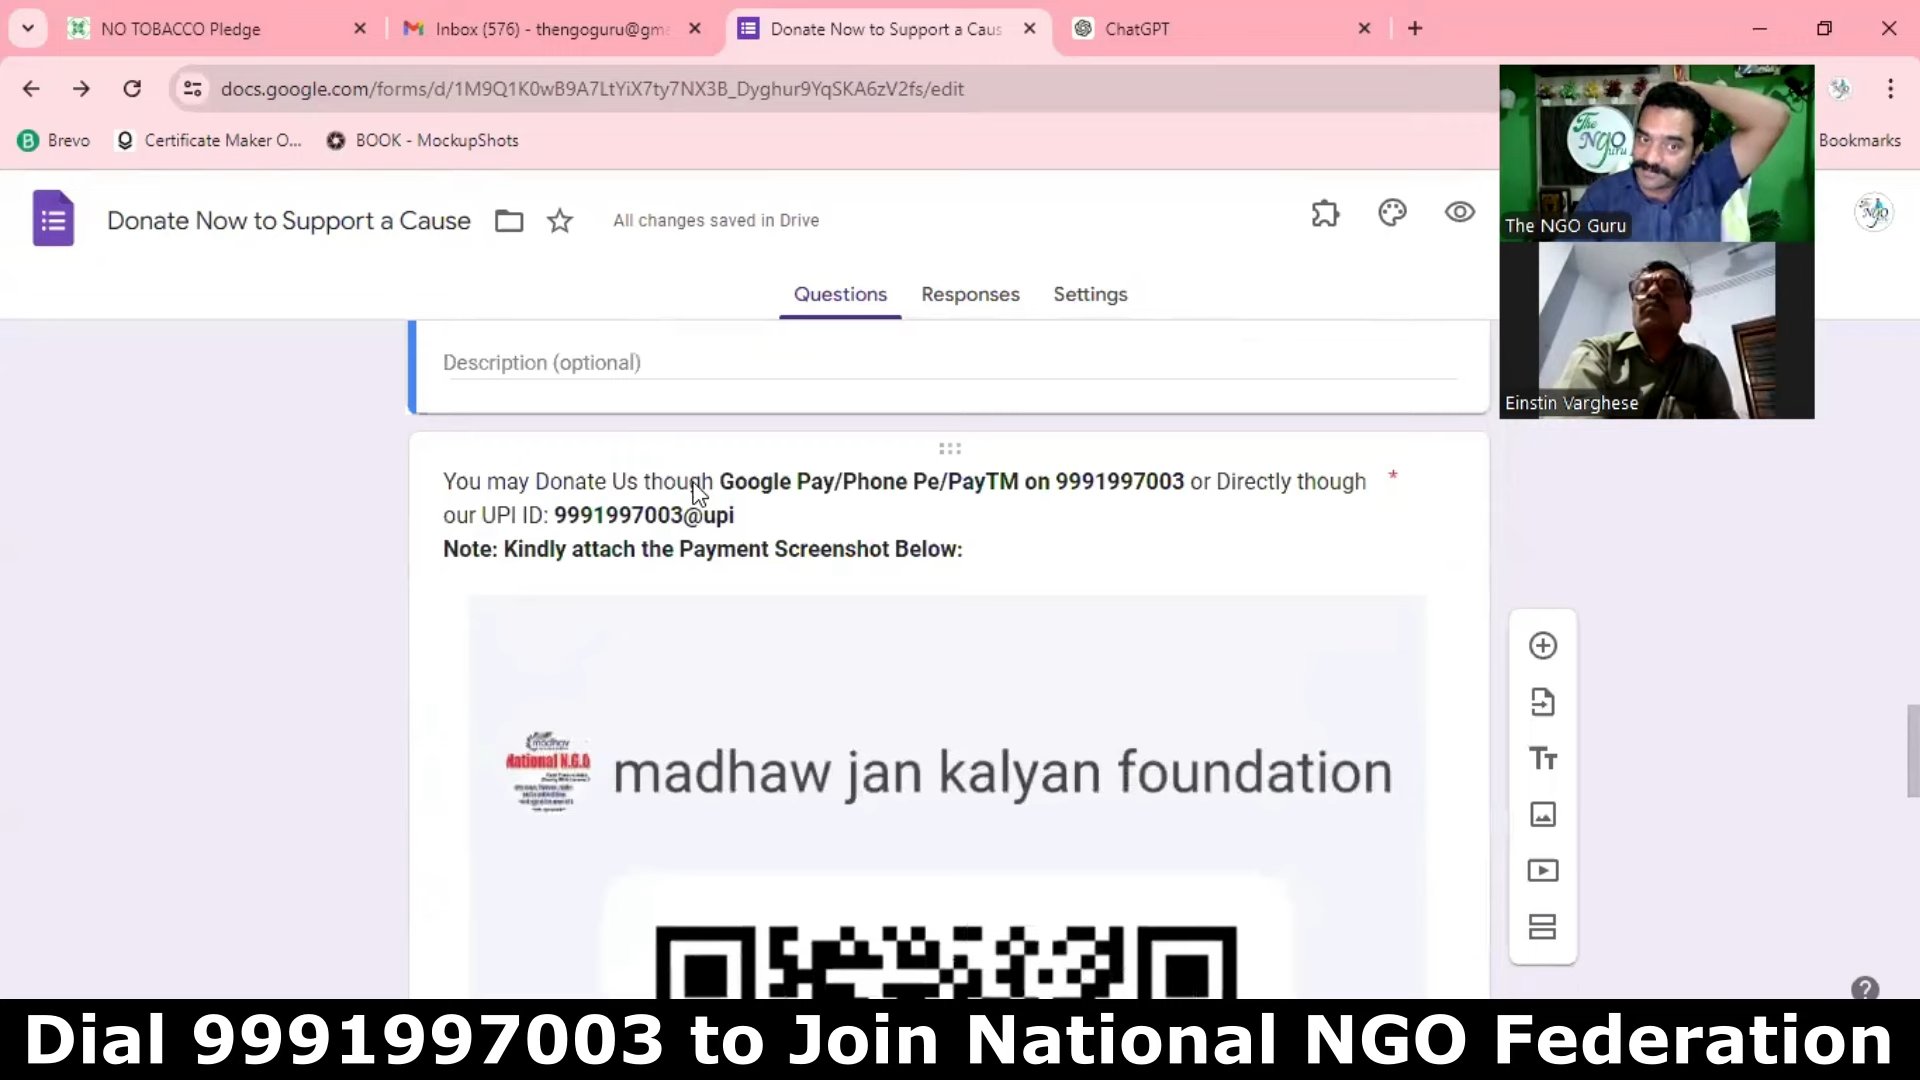 NO TOBACCO Pledge
Inbox (576) - thengoguru@gm
Donate Now to Support a Caus
ChatGPT
docs.google.com/forms/d/1M9Q1K0wB9A7LtYiX7ty7NX3B_Dyghur9YqSKA6zV2fs/edit
Brevo
Certificate Maker O...
BOOK - MockupShots
Bookmarks
The NGO Guru
The NGO Guru
Donate Now to Support a Cause
All changes saved in Drive
Questions
Responses
Settings
Einstin Varghese
Description (optional)
You may Donate Us though Google Pay/Phone Pe/PayTM on 9991997003 or Directly though *
our UPI ID: 9991997003@upi
Note: Kindly attach the Payment Screenshot Below:
madhav
National N.G.O
madhaw jan kalyan foundation
Dial 9991997003 to Join National NGO Federation